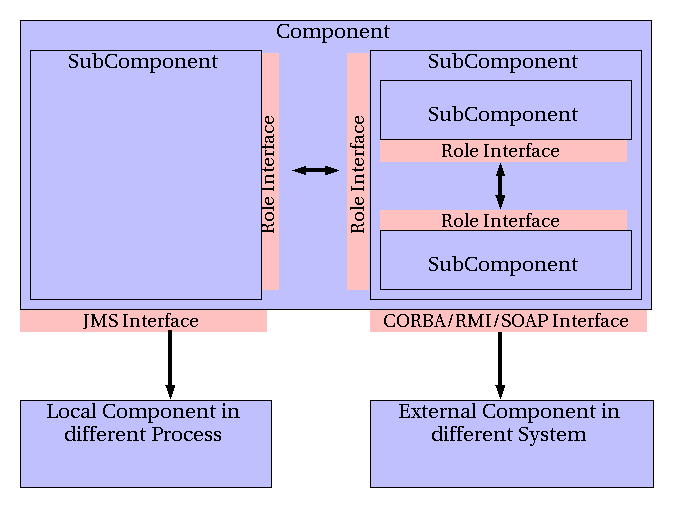 Component
SubComponent
Role Interface
Role Interface
SubComponent
SubComponent
Role Interface
Role Interface
SubComponent
JMS Interface
CORBA/RMI/SOAP Interface
Local Component in
different Process
External Component in
different System